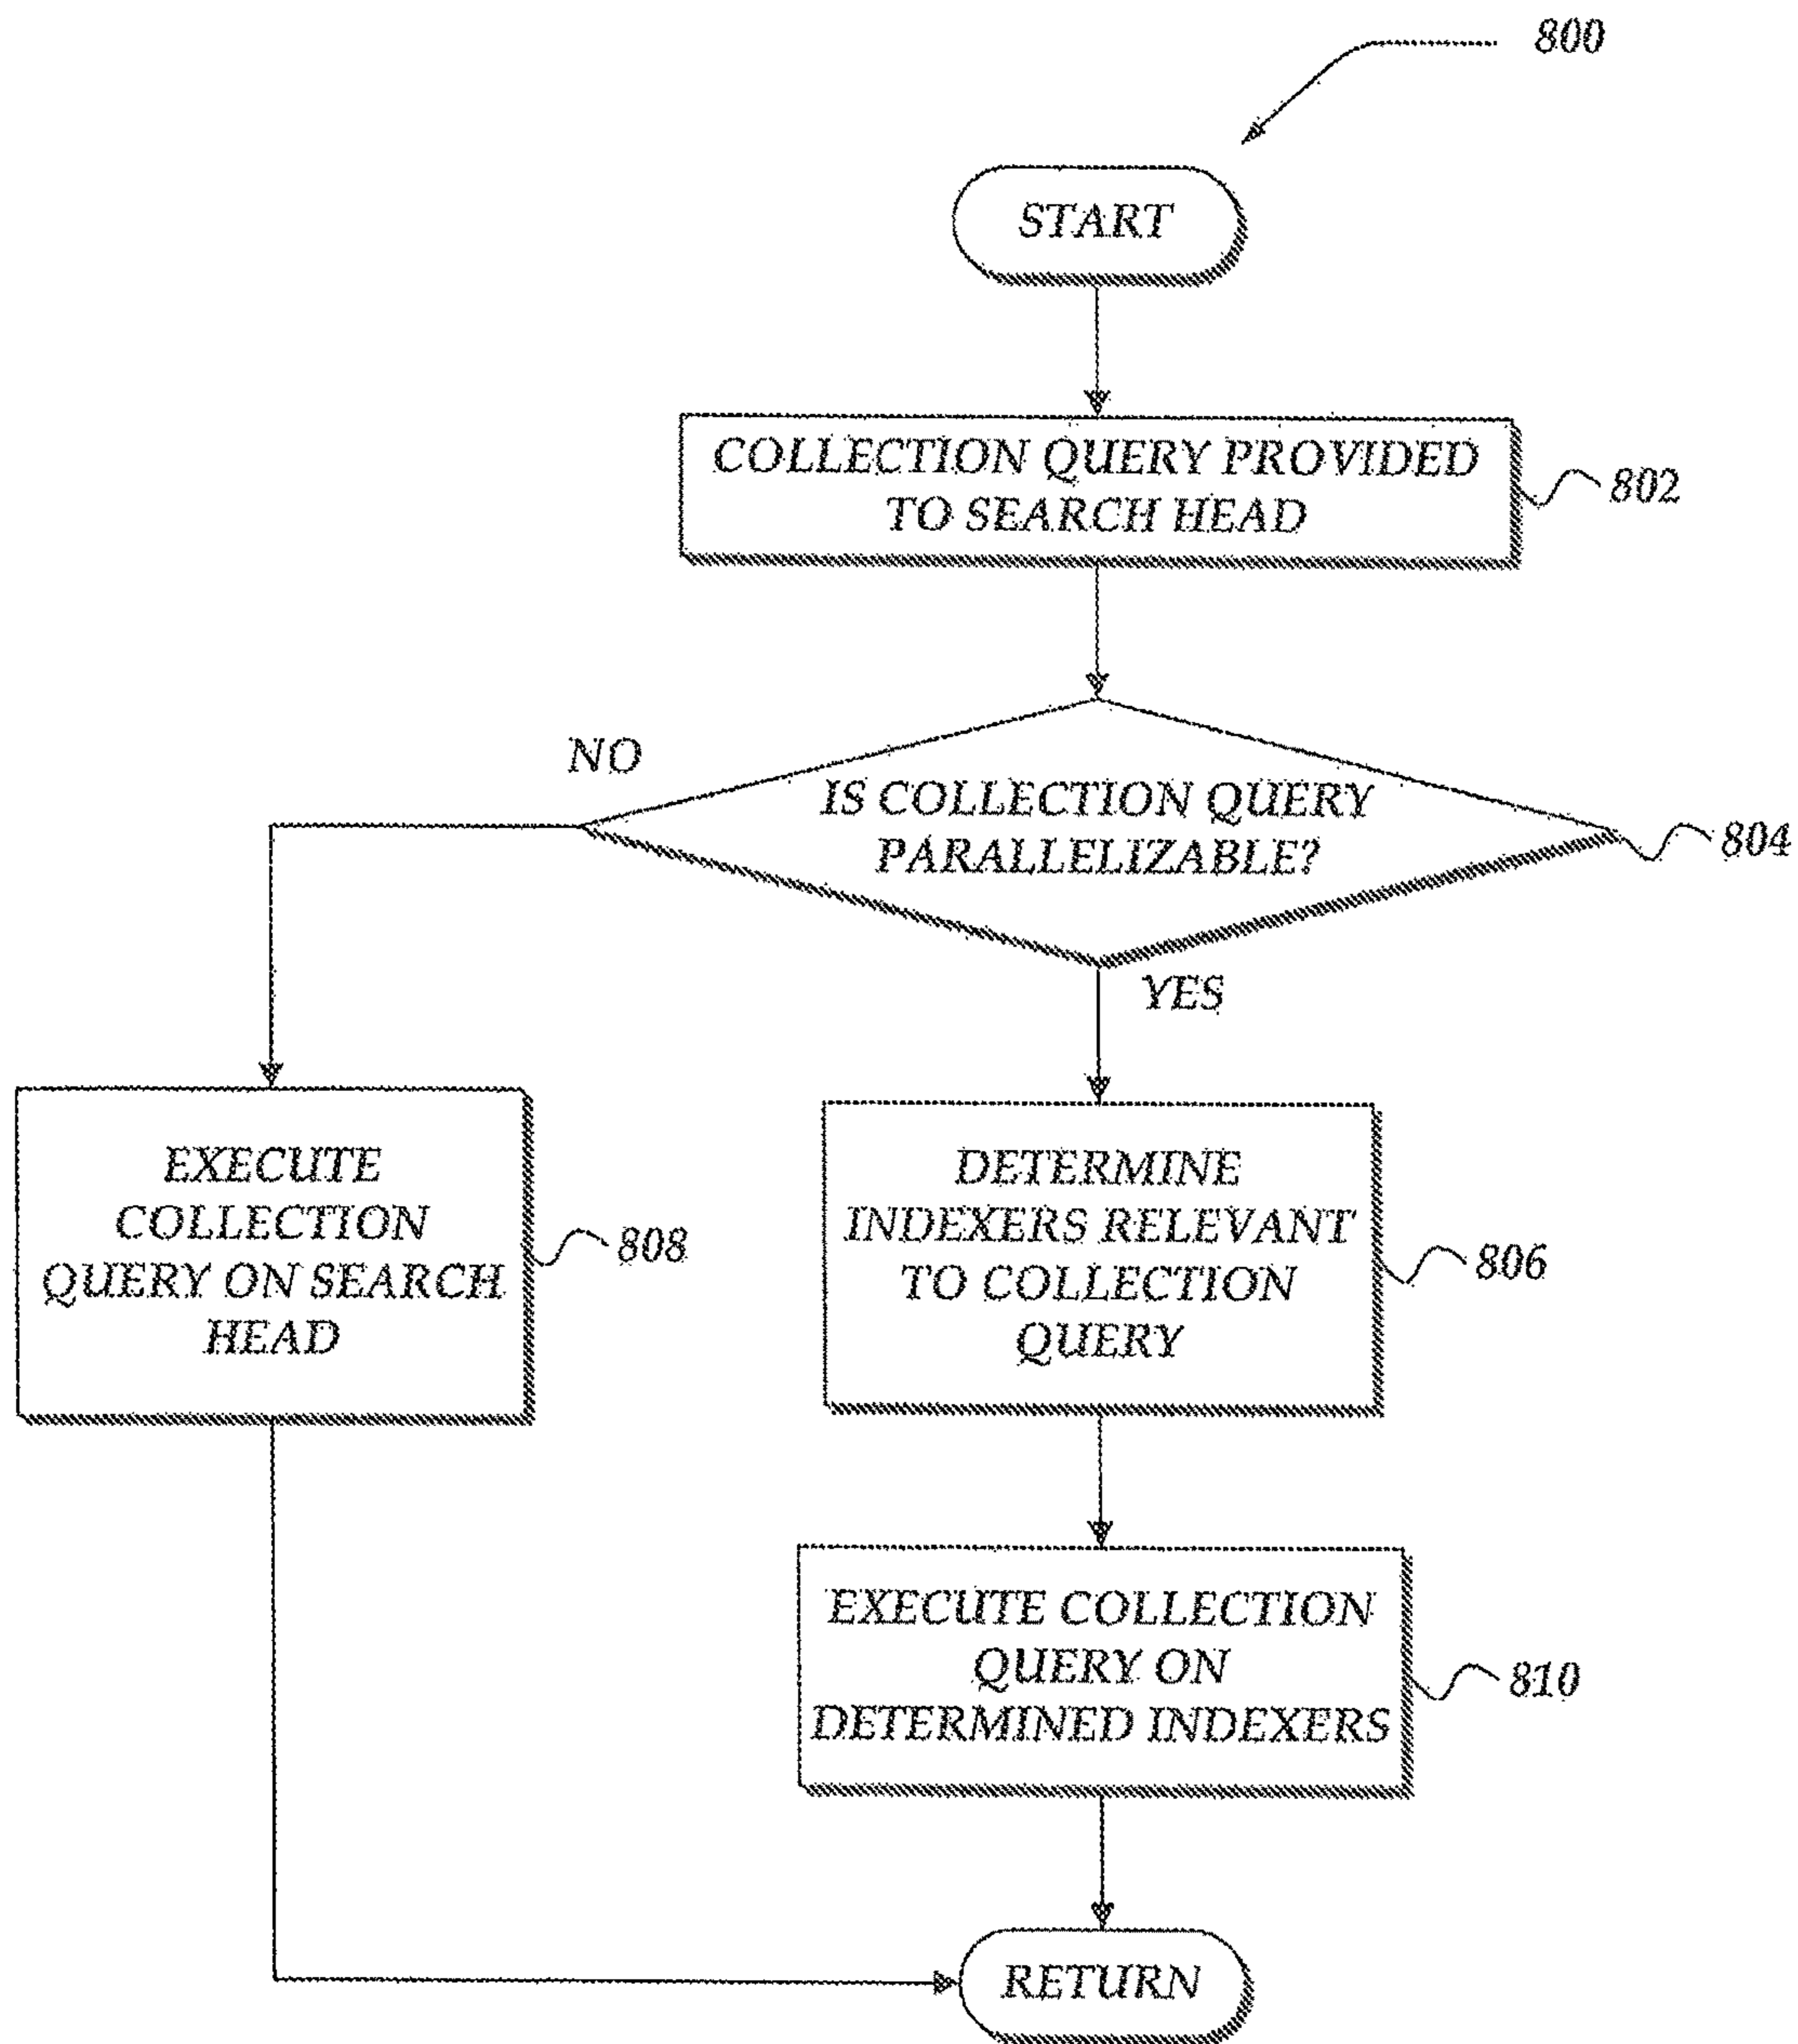 800
START
COLLECTION QUERY PROVIDED
TO SEARCH HEAD
802
NO
IS COLLECTION QUERY
PARALLELIZABLE?
804
YES
EXECUTE
COLLECTION
QUERY ON SEARCH
HEAD
808
DETERMINE
INDEXERS RELEVANT
TO COLLECTION
QUERY
806
EXECUTE COLLECTION
QUERY ON
DETERMINED INDEXERS
810
RETURN